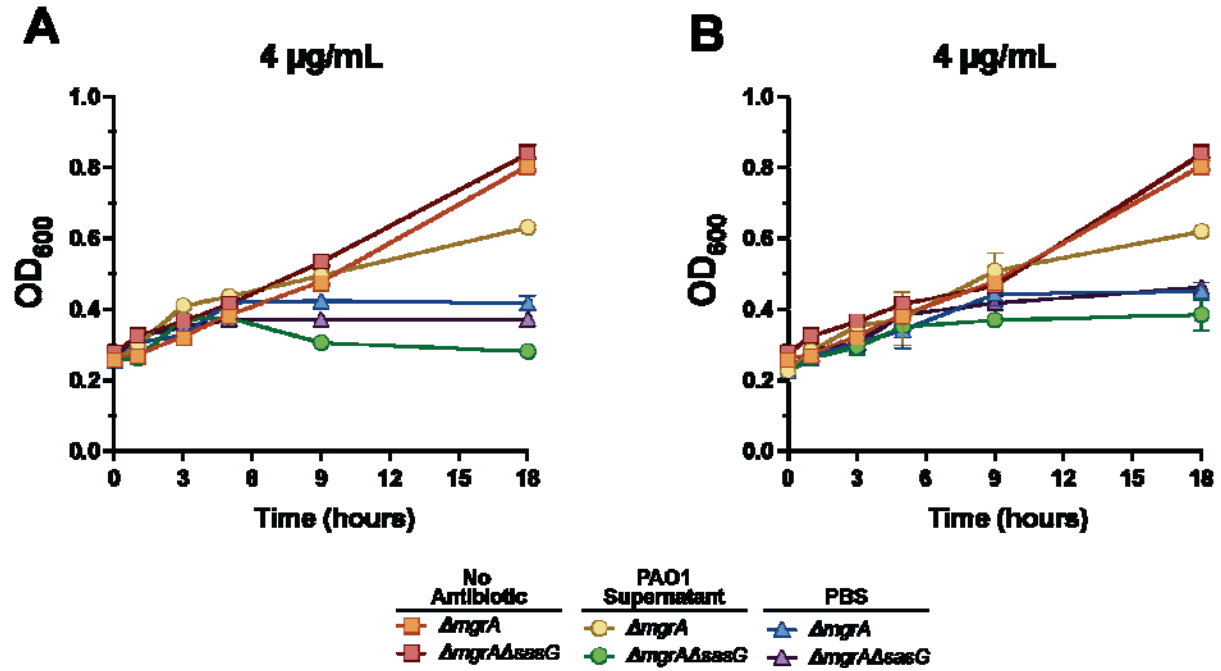 A
B
4 µg/mL
4 µg/mL
1.0
0.8
0.6
0.4
0.2
0.0
OD600
0 3 6 9 12 15 18
Time (hours)
1.0
0.8
0.6
0.4
0.2
0.0
OD600
0 3 6 9 12 15 18
Time (hours)
No Antibiotic
ΔmgrA
ΔmgrAΔsasG
PAO1 Supernatant
ΔmgrA
ΔmgrAΔsasG
PBS
ΔmgrA
ΔmgrAΔsasG